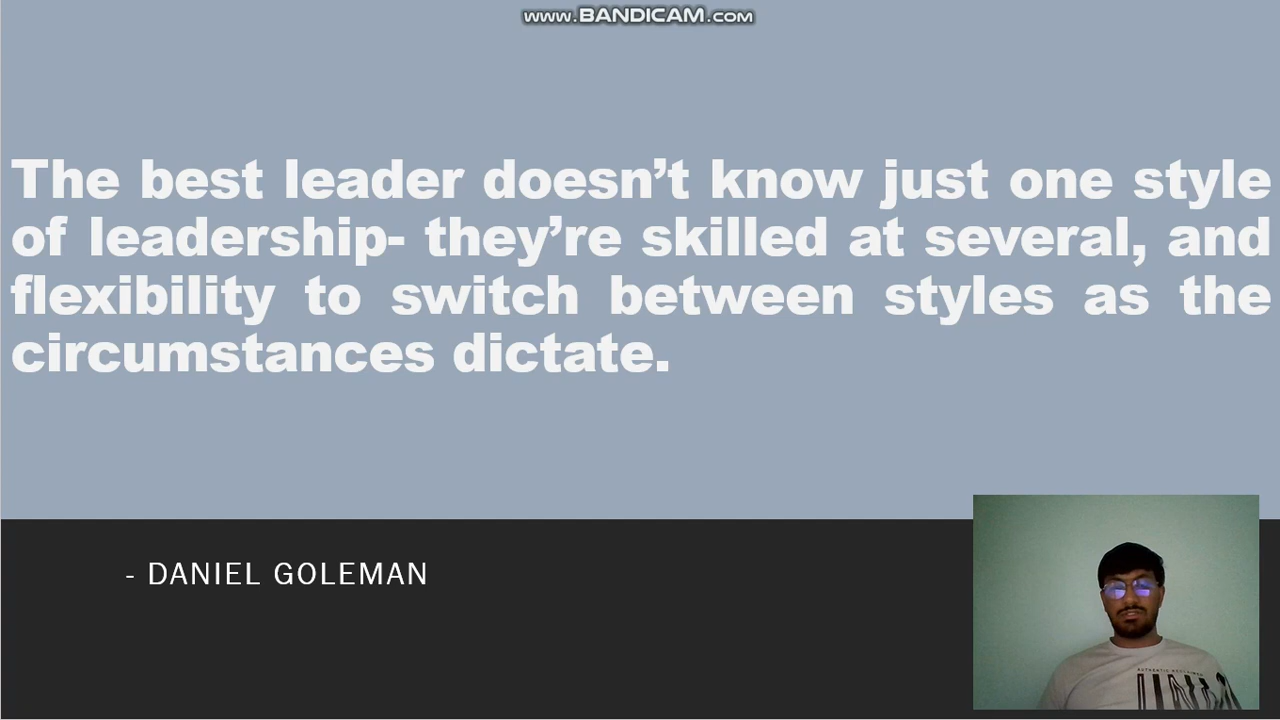 www.BANDICAM.com
The best leader doesn’t know just one style
of leadership- they’re skilled at several, and
flexibility to switch between styles as the
circumstances dictate.
- DANIEL GOLEMAN